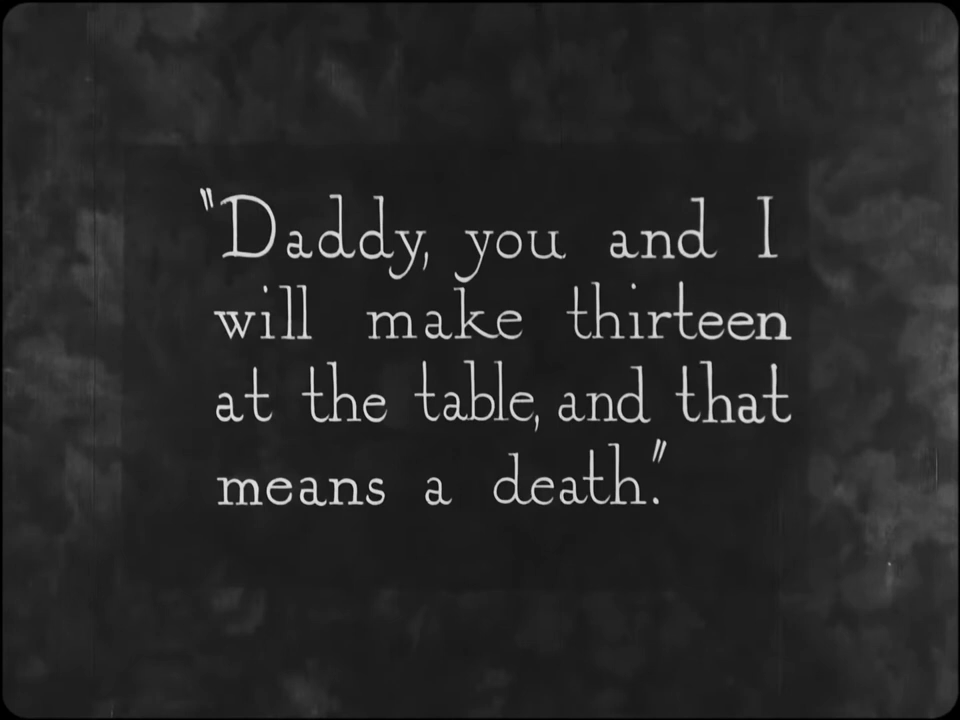 "Daddy, you and I
will make thirteen
at the table, and that
means a death."